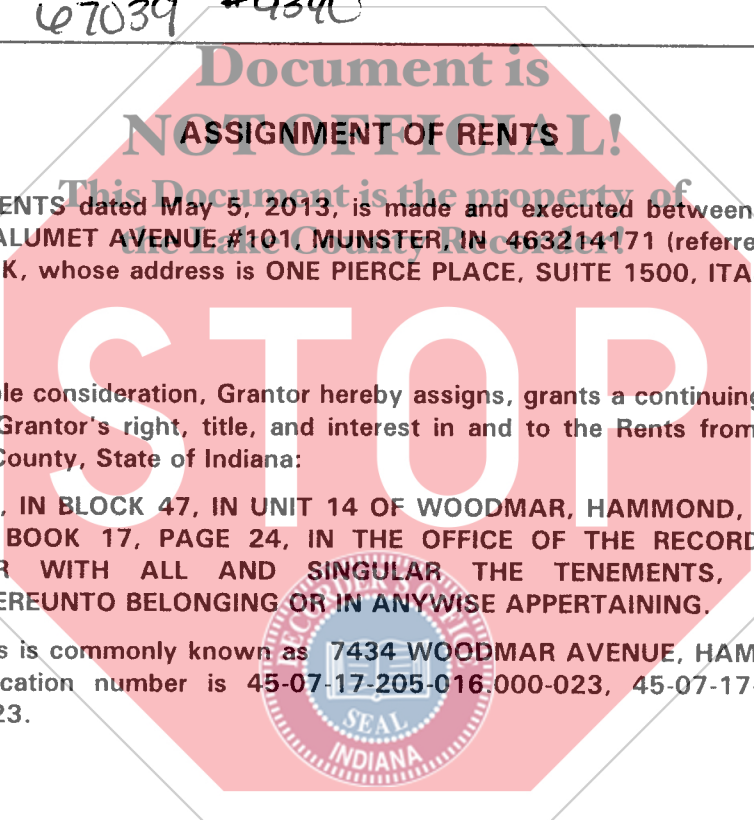 67039 #9390
Document is
NOT OFFICIAL!
ASSIGNMENT OF RENTS
This Document is the property of
the Lake County Recorder!
ENTS dated May 5, 2013, is made and executed between
ALUMET AVENUE #101, MUNSTER, IN 463214171 (referre
K, whose address is ONE PIERCE PLACE, SUITE 1500, ITA
STOP
le consideration, Grantor hereby assigns, grants a continuing
Grantor's right, title, and interest in and to the Rents from
County, State of Indiana:
, IN BLOCK 47, IN UNIT 14 OF WOODMAR, HAMMOND,
BOOK 17, PAGE 24, IN THE OFFICE OF THE RECORD
R WITH ALL AND SINGULAR THE TENEMENTS,
EREUNTO BELONGING OR IN ANYWISE APPERTAINING.
s is commonly known as 7434 WOODMAR AVENUE, HAM
cation number is 45-07-17-205-016.000-023, 45-07-17-
23.
SEAL
INDIANA